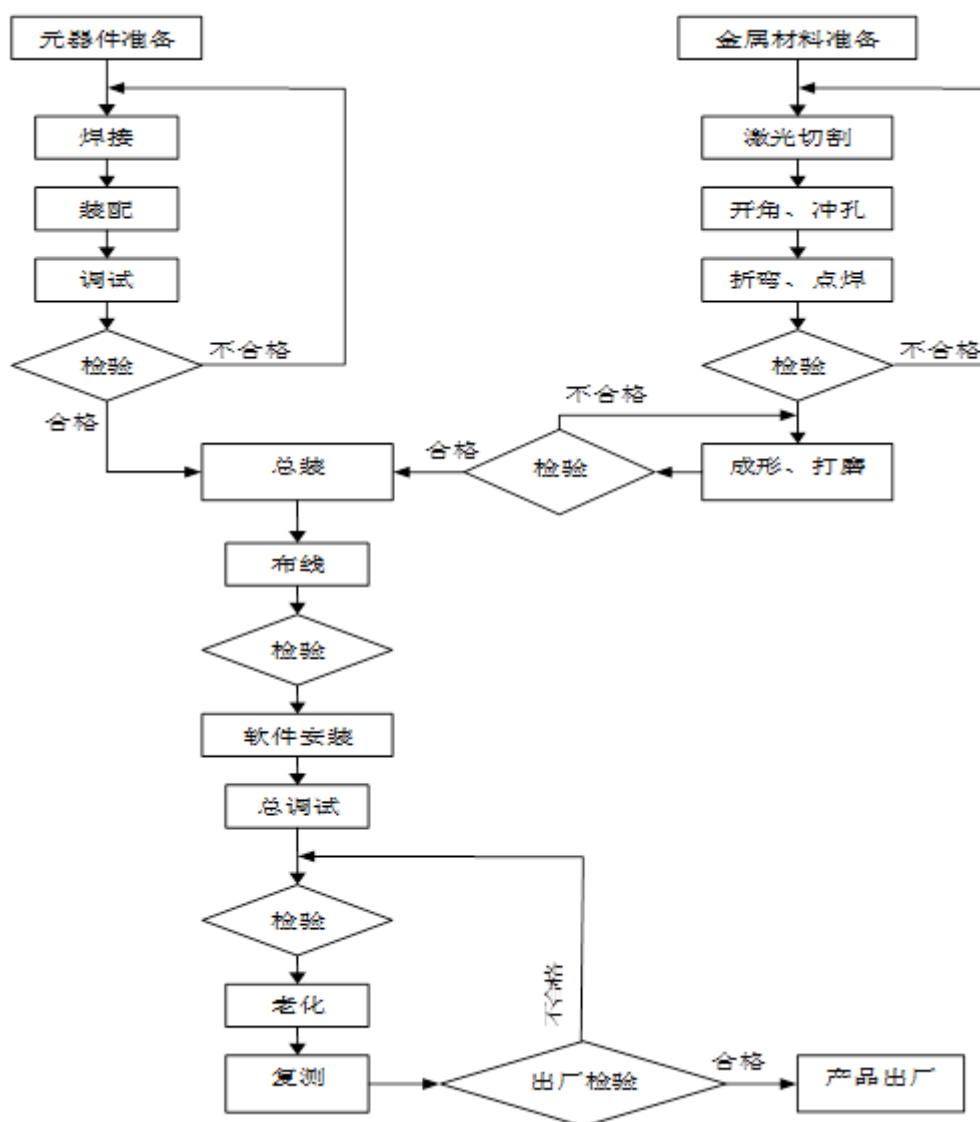 元器件准备
金属材料准备
焊接
激光切割
装配
开角、冲孔
调试
折弯、点焊
检验
不合格
检验
不合格
合格
不合格
总装
合格
检验
成形、打磨
布线
检验
软件安装
总调试
检验
不合格
老化
复测
出厂检验
合格
产品出厂